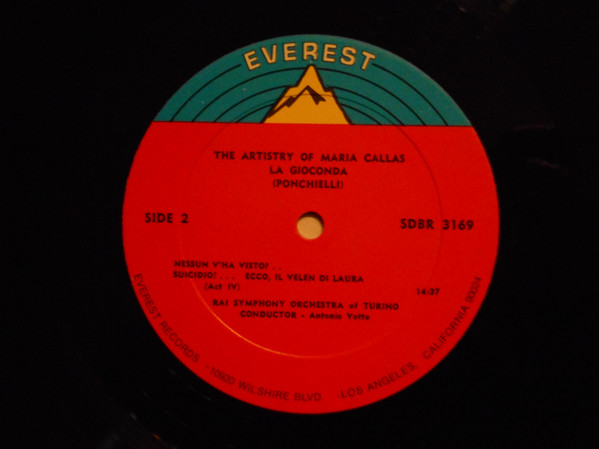 EVEREST
THE ARTISTRY OF MARIA CALLAS
LA GIOCONDA
(PONCHIELLI)
SIDE 2
SDBR 3169
NESSUN V'HA VISTO? . .
SUICIDIO? . . . ECCO, IL VELEN DI LAURA
(Act IV)
14:37
RAI SYMPHONY ORCHESTRA of TURINO
CONDUCTOR - Antonio Votto
EVEREST RECORDS - 10920 WILSHIRE BLVD. - LOS ANGELES, CALIFORNIA 90024